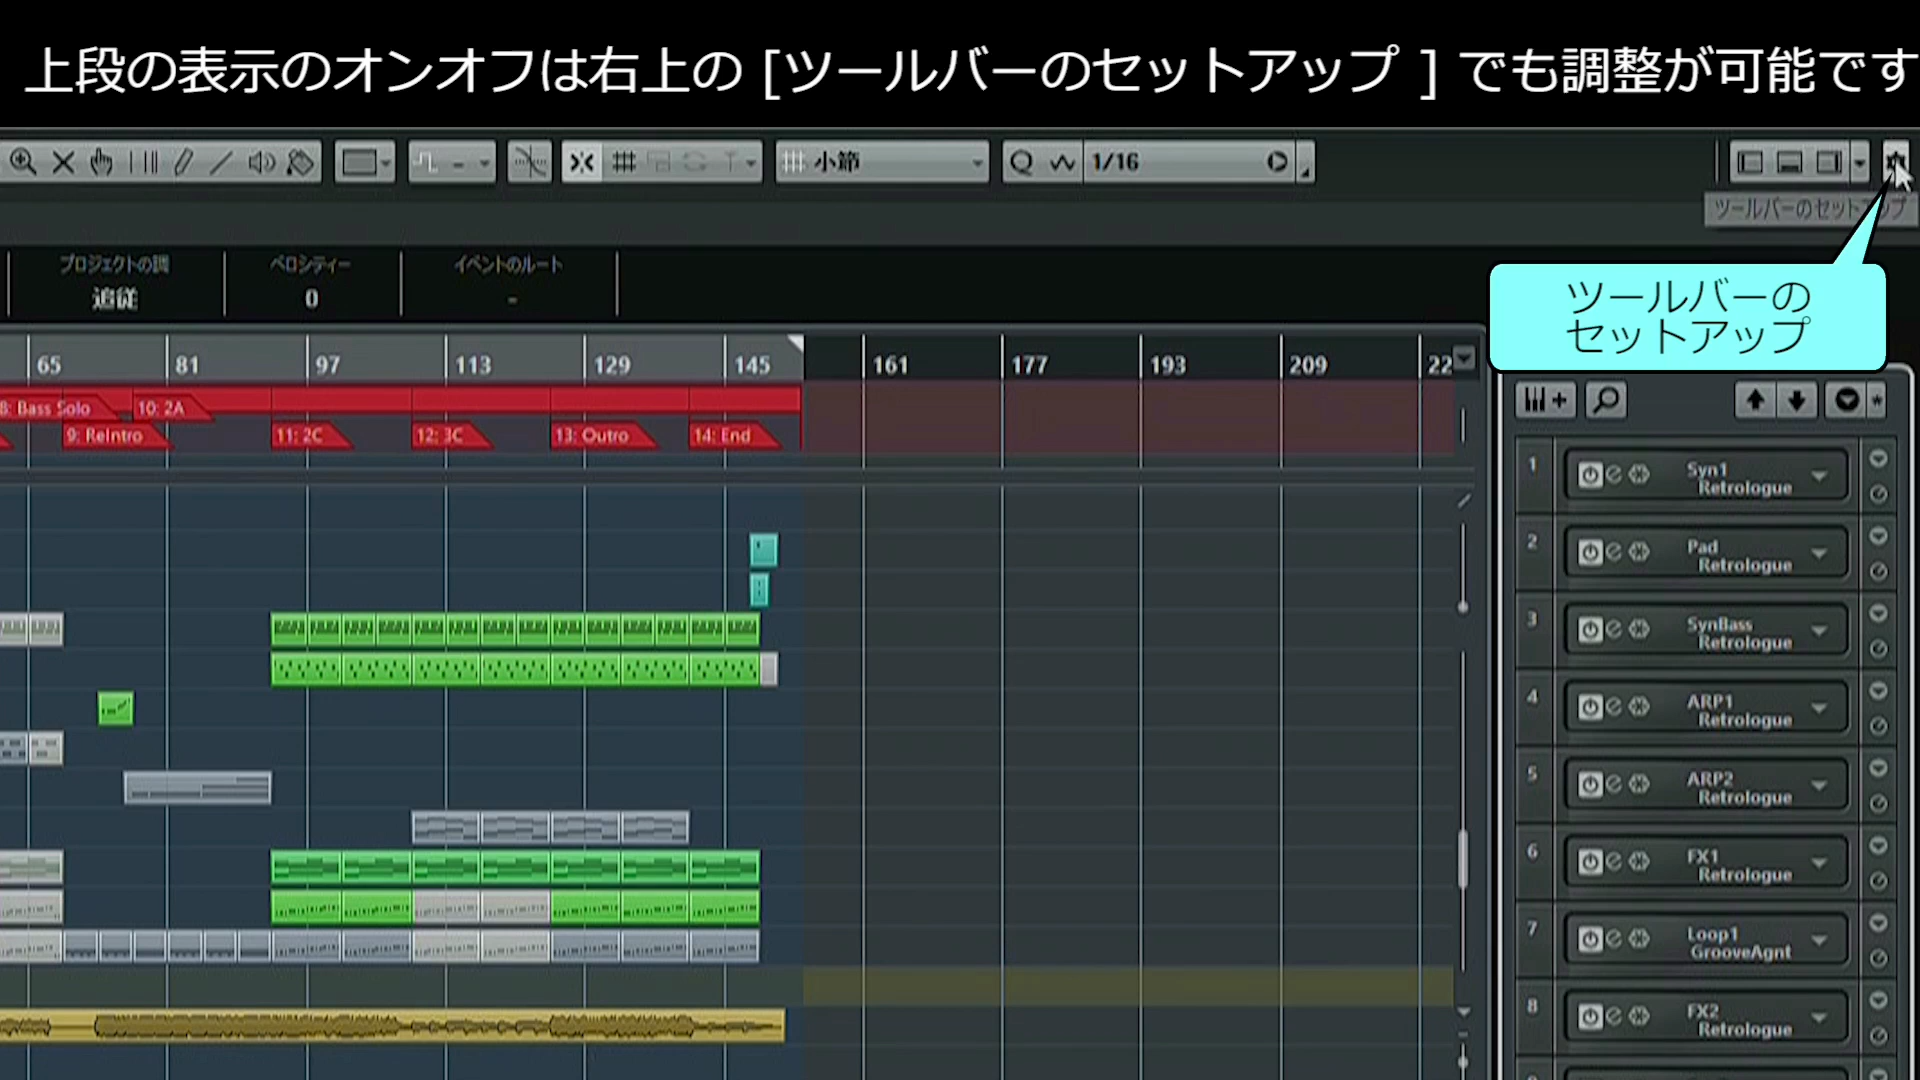 上段の表示のオンオフは右上の [ツールバーのセットアップ ] でも調整が可能です
小節
1/16
ツールバーのセットアップ
プロジェクトの調
ベロシティー
イベントのルート
追従
0
-
ツールバーの
セットアップ
65
81
97
113
129
145
161
177
193
209
22
8: Bass Solo
10: 2A
9: ReIntro
11: 2C
12: 3C
13: Outro
14: End
1
Syn1
Retrologue
2
Pad
Retrologue
3
SynBass
Retrologue
4
ARP1
Retrologue
5
ARP2
Retrologue
6
FX1
Retrologue
7
Loop1
GrooveAgnt
8
FX2
Retrologue